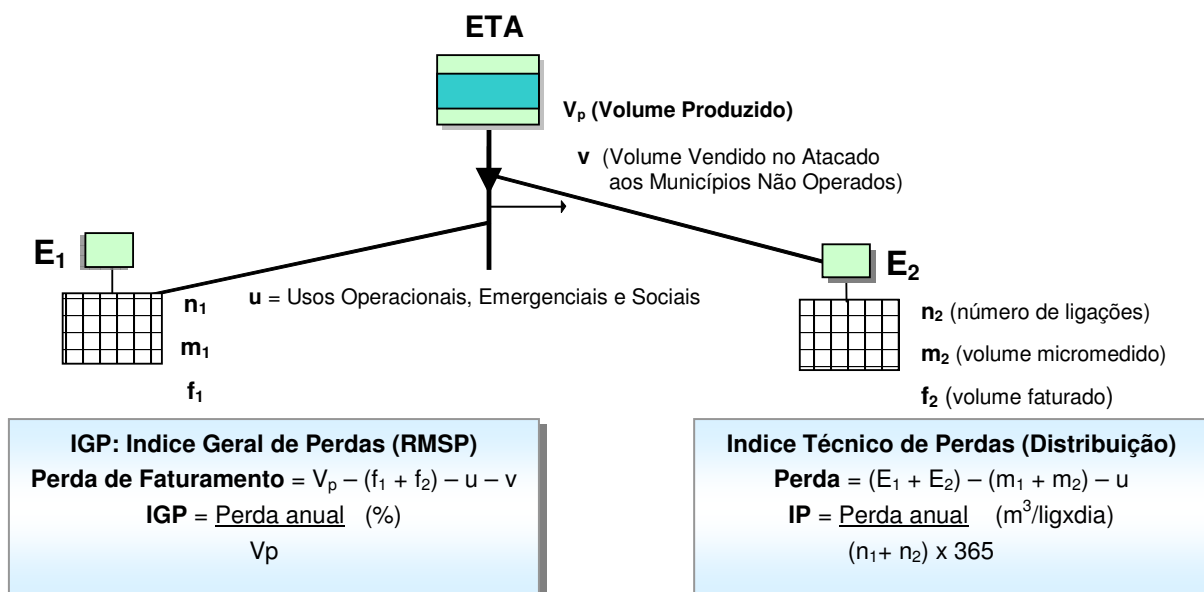 ETA
Vₚ (Volume Produzido)
v (Volume Vendido no Atacado
aos Municípios Não Operados)
E₁
E₂
u = Usos Operacionais, Emergenciais e Sociais
n₁
m₁
f₁
n₂ (número de ligações)
m₂ (volume micromedido)
f₂ (volume faturado)
IGP: Indice Geral de Perdas (RMSP)
Perda de Faturamento = Vₚ – (f₁ + f₂) – u – v
IGP = Perda anual (%)
Vp
Indice Técnico de Perdas (Distribuição)
Perda = (E₁ + E₂) – (m₁ + m₂) – u
IP = Perda anual (m³/ligxdia)
(n₁+ n₂) x 365